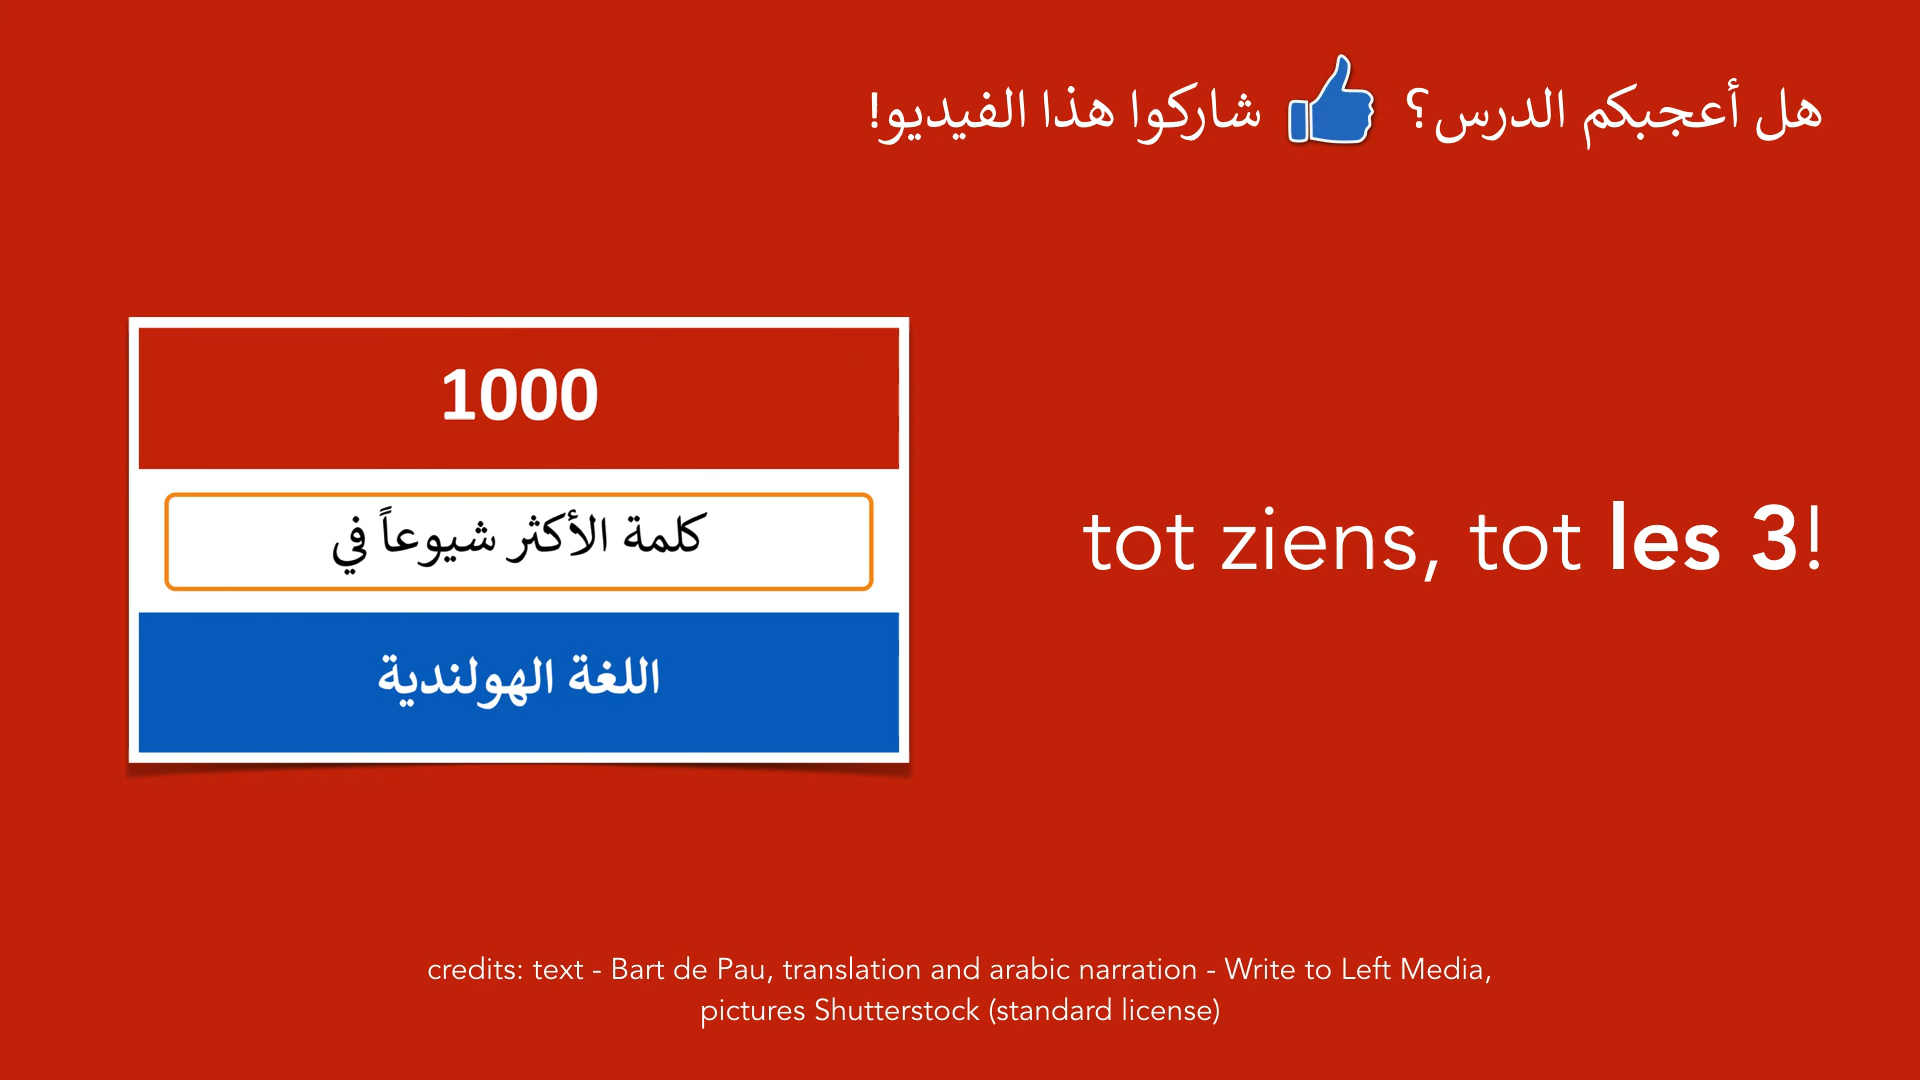 هل أعجبكم الدرس؟ شاركوا هذا الفيديو!
1000
كلمة الأكثر شيوعاً في
اللغة الهولندية
tot ziens, tot les 3!
credits: text - Bart de Pau, translation and arabic narration - Write to Left Media,
pictures Shutterstock (standard license)